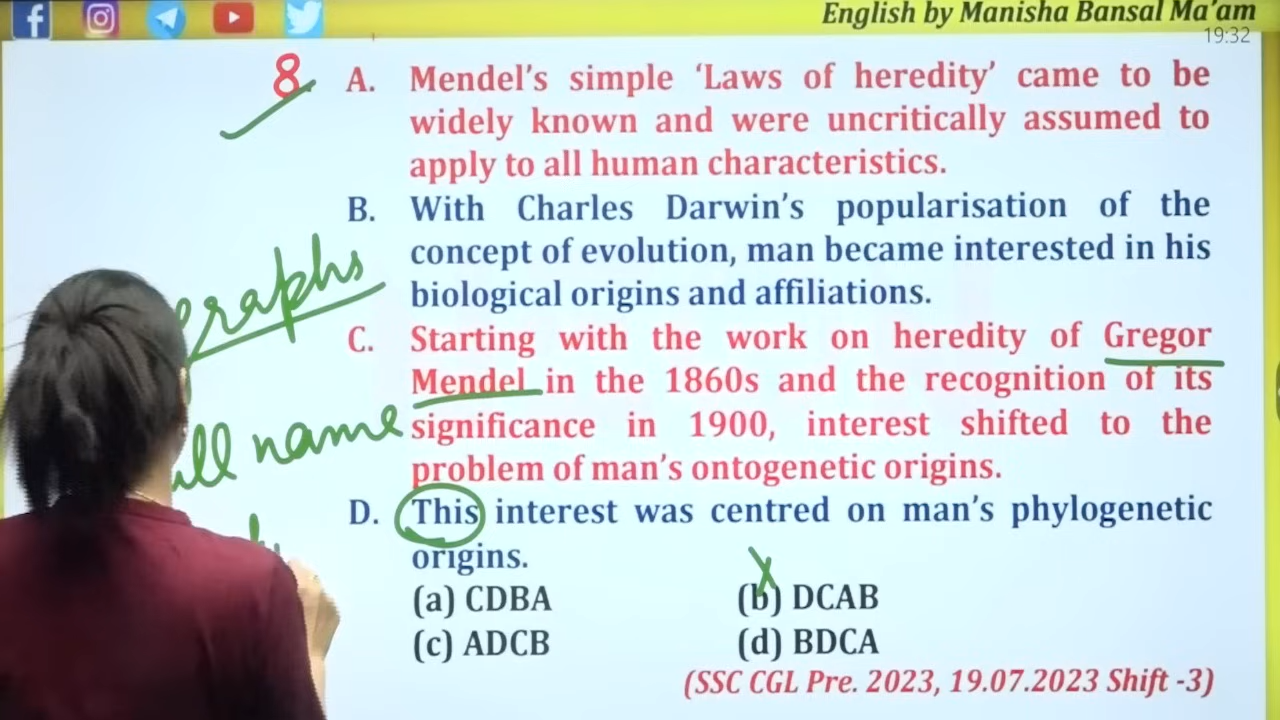 English by Manisha Bansal Ma'am
19:32
8. A. Mendel's simple 'Laws of heredity' came to be
widely known and were uncritically assumed to
apply to all human characteristics.
B. With Charles Darwin's popularisation of the
concept of evolution, man became interested in his
biological origins and affiliations.
graphs
C. Starting with the work on heredity of Gregor
Mendel in the 1860s and the recognition of its
name significance in 1900, interest shifted to the
problem of man's ontogenetic origins.
D. This interest was centred on man's phylogenetic
origins.
(a) CDBA (b) DCAB
(c) ADCB (d) BDCA
(SSC CGL Pre. 2023, 19.07.2023 Shift -3)